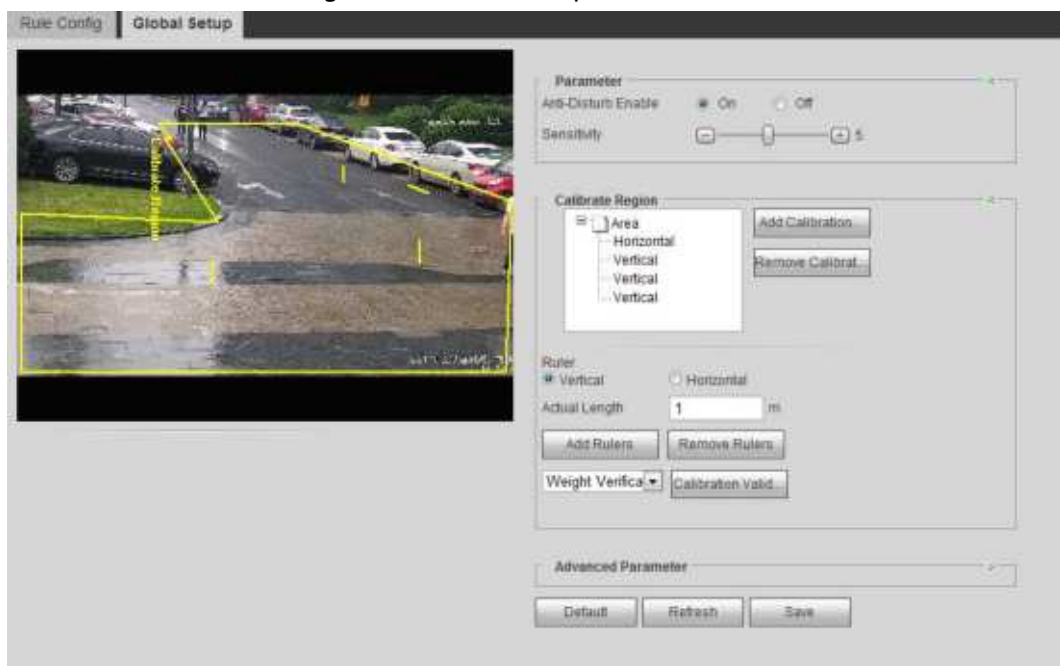 Rule Config Global Setup
Parameter
Anti-Disturb Enable On Off
Sensitivity 5
Calibrate Region
Calibrate Region
Area
Horizontal
Vertical
Vertical
Vertical
Add Calibration
Remove Calibrat...
Ruler
Vertical Horizontal
Actual Length 1 m
Add Rulers Remove Rulers
Weight Verifica Calibration Valid...
Advanced Parameter
Default Refresh Save